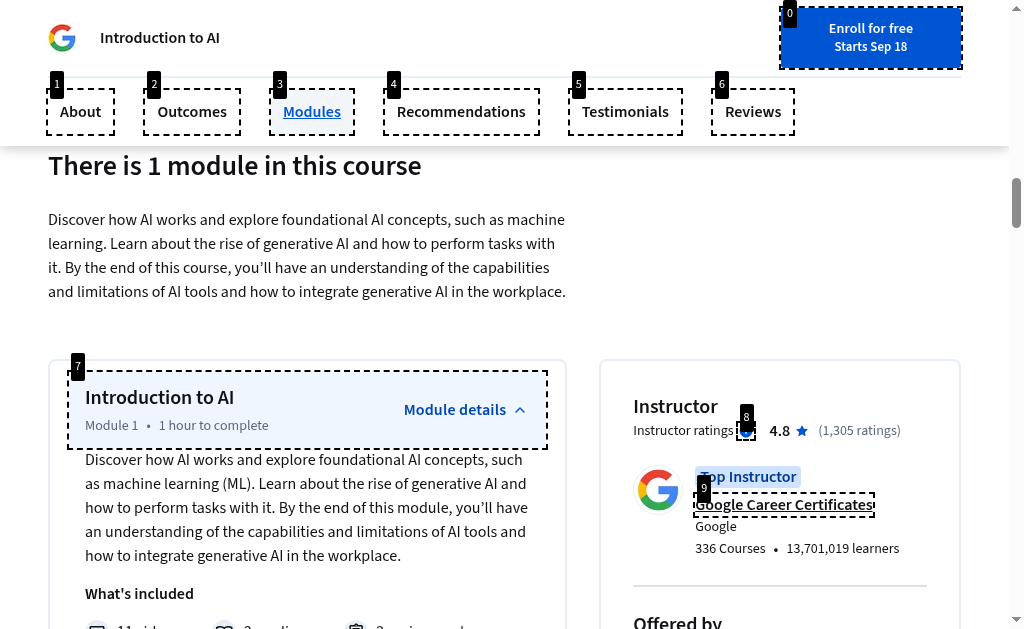 Introduction to AI
0
Enroll for free
Starts Sep 18
1
About
2
Outcomes
3
Modules
4
Recommendations
5
Testimonials
6
Reviews
There is 1 module in this course
Discover how AI works and explore foundational AI concepts, such as machine
learning. Learn about the rise of generative AI and how to perform tasks with
it. By the end of this course, you’ll have an understanding of the capabilities
and limitations of AI tools and how to integrate generative AI in the workplace.
7
Introduction to AI
Module 1 • 1 hour to complete
Module details
Discover how AI works and explore foundational AI concepts, such
as machine learning (ML). Learn about the rise of generative AI and
how to perform tasks with it. By the end of this module, you’ll have
an understanding of the capabilities and limitations of AI tools and
how to integrate generative AI in the workplace.
What's included
Instructor
8
Instructor ratings 4.8 (1,305 ratings)
Top Instructor
9
Google Career Certificates
Google
336 Courses • 13,701,019 learners
Offered by